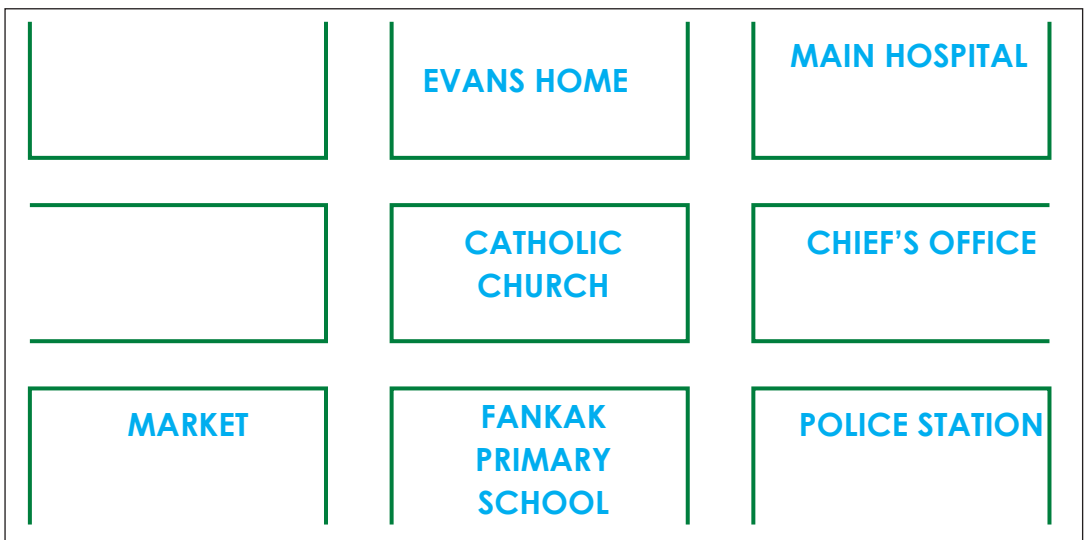 EVANS HOME
MAIN HOSPITAL
CATHOLIC
CHURCH
CHIEF’S OFFICE
MARKET
FANKAK
PRIMARY
SCHOOL
POLICE STATION